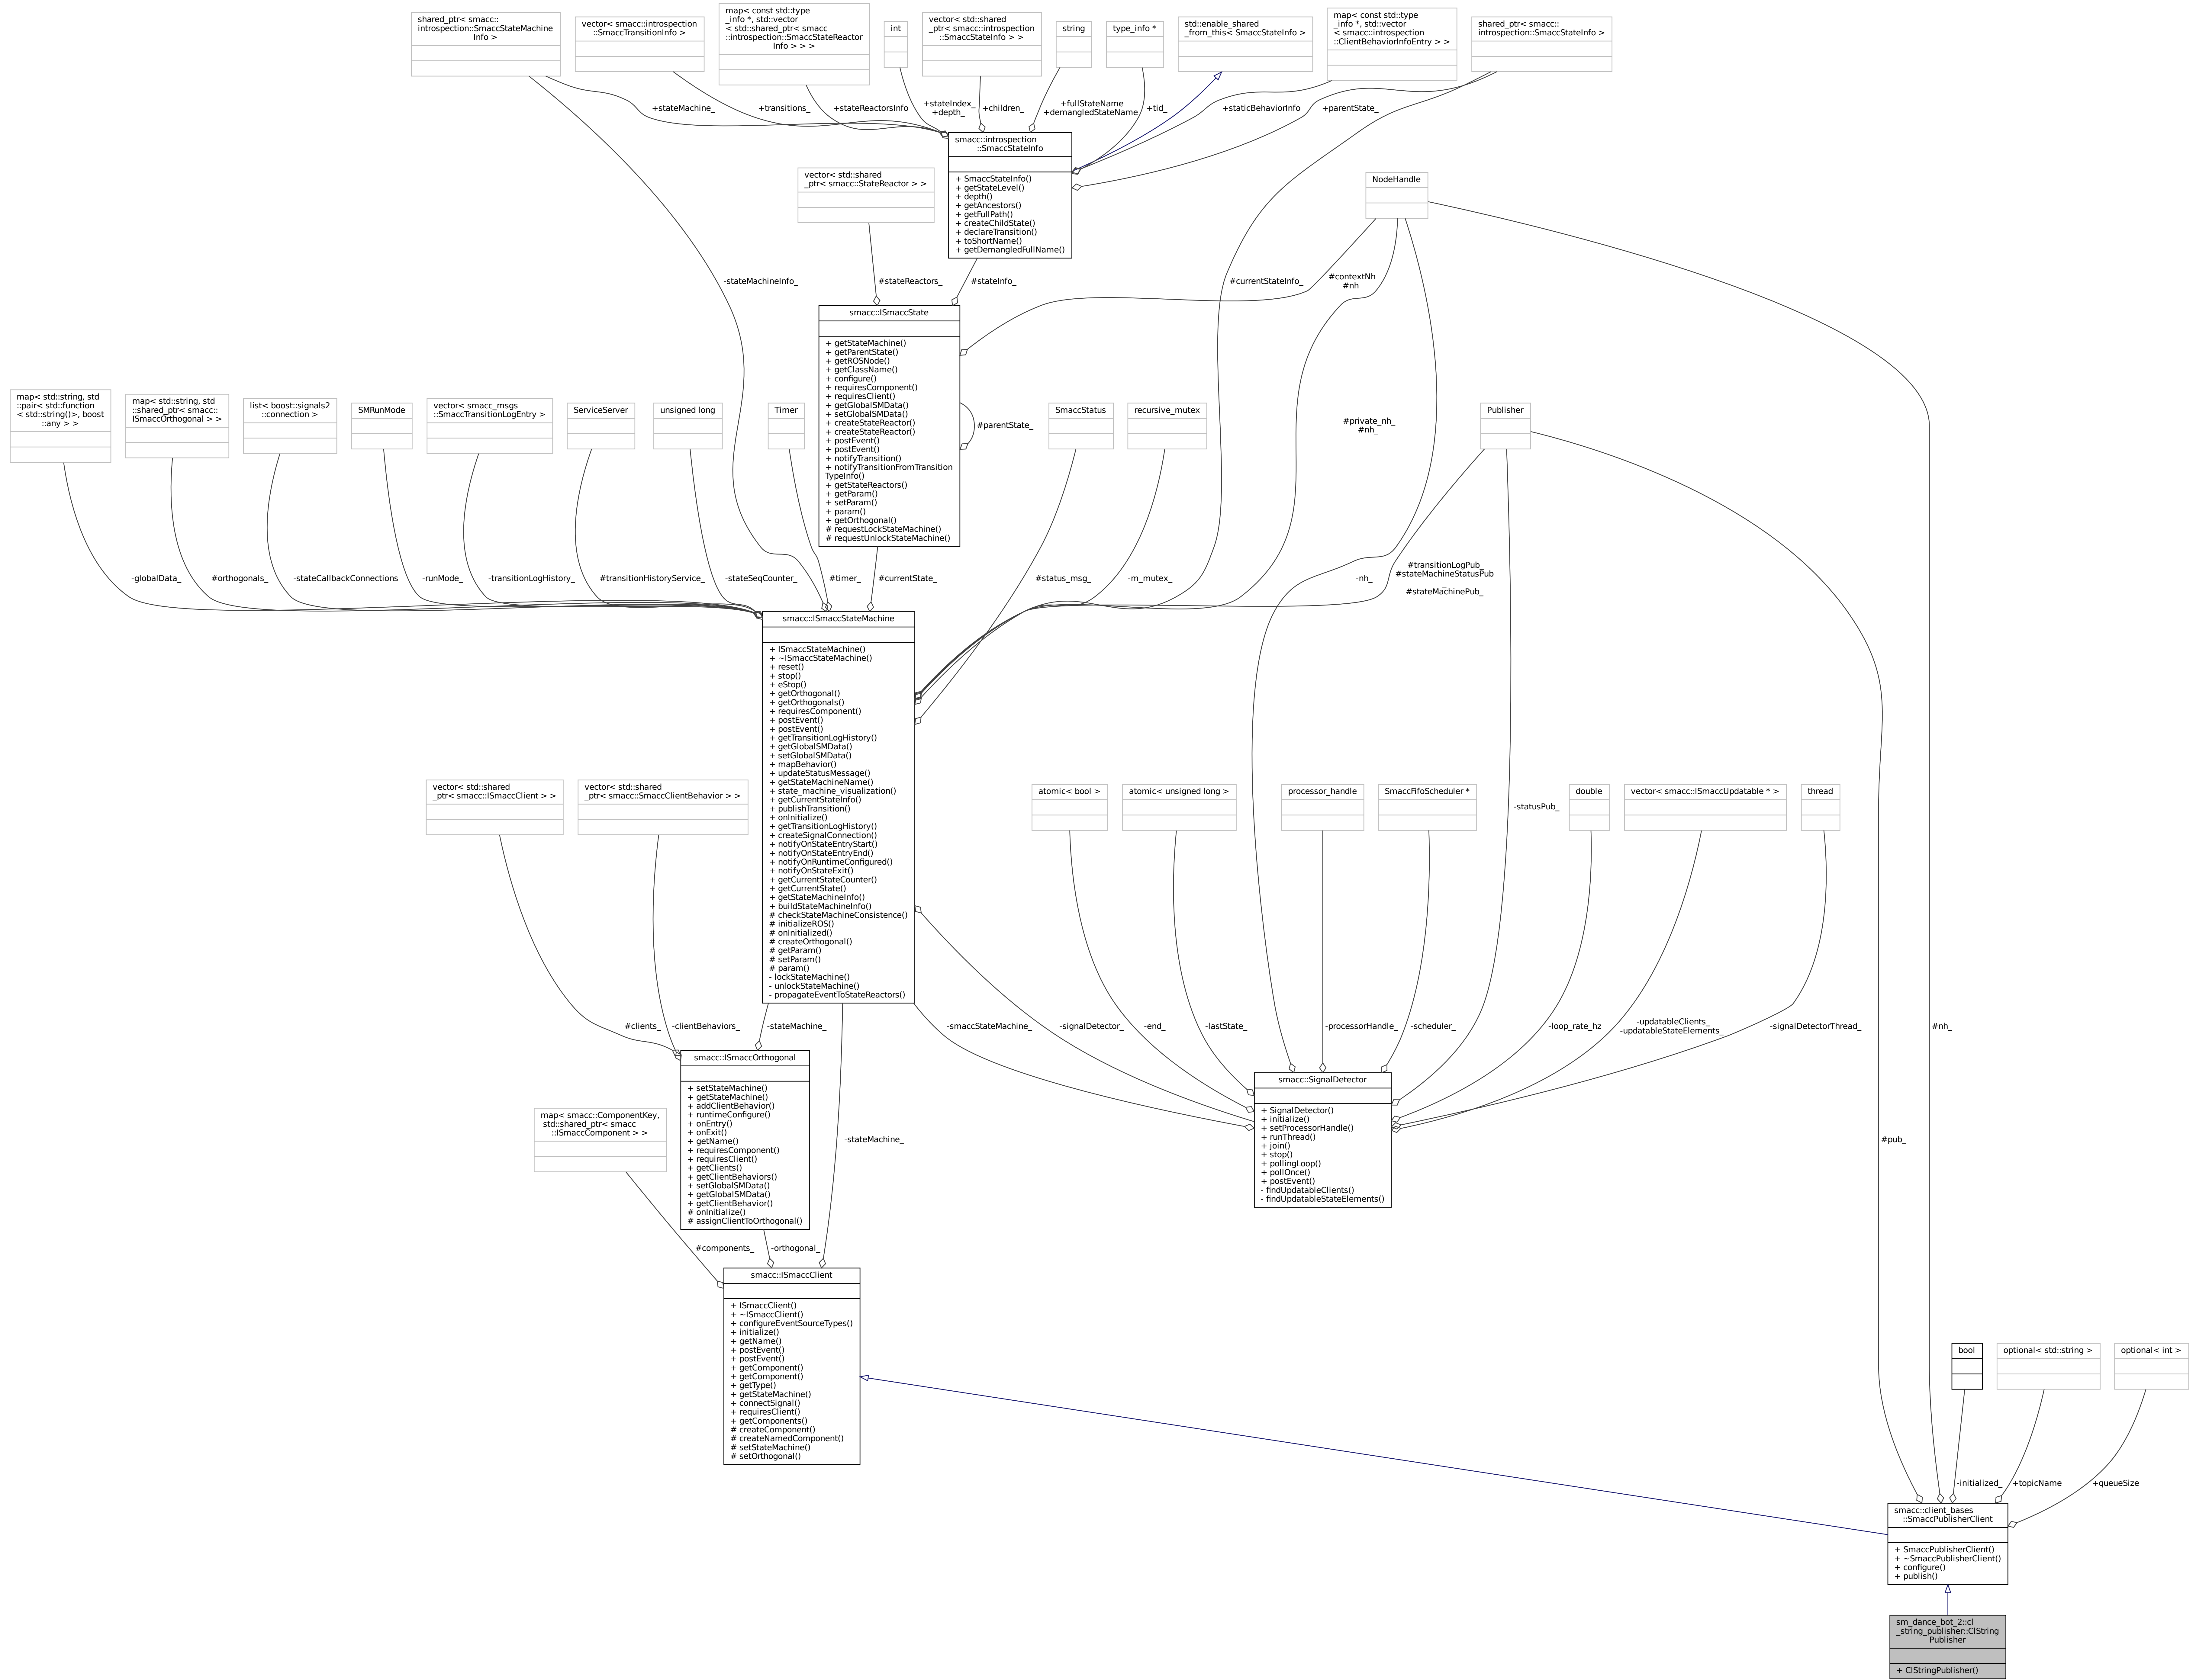 shared_ptr< smacc::
introspection::SmaccStateMachine
Info >
vector< smacc::introspection
::SmaccTransitionInfo >
map< const std::type
_info *, std::vector
< std::shared_ptr< smacc
::introspection::SmaccStateReactor
Info > > >
int
vector< std::shared
_ptr< smacc::introspection
::SmaccStateInfo > >
string
type_info *
std::enable_shared
_from_this< SmaccStateInfo >
map< const std::type
_info *, std::vector
< smacc::introspection
::ClientBehaviorInfoEntry > >
shared_ptr< smacc::
introspection::SmaccStateInfo >
+stateMachine_
+transitions_
+stateReactorsInfo
+stateIndex_
+depth_
+children_
+fullStateName
+demangledStateName
+tid_
+staticBehaviorInfo
+parentState_
smacc::introspection
::SmaccStateInfo
+ SmaccStateInfo()
+ getStateLevel()
+ depth()
+ getAncestors()
+ getFullPath()
+ createChildState()
+ declareTransition()
+ toShortName()
+ getDemangledFullName()
vector< std::shared
_ptr< smacc::StateReactor > >
NodeHandle
-stateMachineInfo_
#stateReactors_
#stateInfo_
#currentStateInfo_
#contextNh
#nh
smacc::ISmaccState
+ getStateMachine()
+ getParentState()
+ getROSNode()
+ getClassName()
+ configure()
+ requiresComponent()
+ requiresClient()
+ getGlobalSMData()
+ setGlobalSMData()
+ createStateReactor()
+ createStateReactor()
+ postEvent()
+ postEvent()
+ notifyTransition()
+ notifyTransitionFromTransition
TypeInfo()
+ getStateReactors()
+ getParam()
+ setParam()
+ param()
+ getOrthogonal()
# requestLockStateMachine()
# requestUnlockStateMachine()
#parentState_
map< std::string, std
::pair< std::function
< std::string()>, boost
::any > >
map< std::string, std
::shared_ptr< smacc::
ISmaccOrthogonal > >
list< boost::signals2
::connection >
SMRunMode
vector< smacc_msgs
::SmaccTransitionLogEntry >
ServiceServer
unsigned long
Timer
SmaccStatus
recursive_mutex
#private_nh_
#nh_
Publisher
-globalData_
#orthogonals_
-stateCallbackConnections
-runMode_
-transitionLogHistory_
#transitionHistoryService_
-stateSeqCounter_
#timer_
#currentState_
#status_msg_
-m_mutex_
-nh_
#transitionLogPub_
#stateMachineStatusPub
_
#stateMachinePub_
smacc::ISmaccStateMachine
+ ISmaccStateMachine()
+ ~ISmaccStateMachine()
+ reset()
+ stop()
+ eStop()
+ getOrthogonal()
+ getOrthogonals()
+ requiresComponent()
+ postEvent()
+ postEvent()
+ getTransitionLogHistory()
+ getGlobalSMData()
+ setGlobalSMData()
+ mapBehavior()
+ updateStatusMessage()
+ getStateMachineName()
+ state_machine_visualization()
+ getCurrentStateInfo()
+ publishTransition()
+ onInitialize()
+ getTransitionLogHistory()
+ createSignalConnection()
+ notifyOnStateEntryStart()
+ notifyOnStateEntryEnd()
+ notifyOnRuntimeConfigured()
+ notifyOnStateExit()
+ getCurrentStateCounter()
+ getCurrentState()
+ getStateMachineInfo()
+ buildStateMachineInfo()
# checkStateMachineConsistence()
# initializeROS()
# onInitialized()
# createOrthogonal()
# getParam()
# setParam()
# param()
- lockStateMachine()
- unlockStateMachine()
- propagateEventToStateReactors()
vector< std::shared
_ptr< smacc::ISmaccClient > >
vector< std::shared
_ptr< smacc::SmaccClientBehavior > >
atomic< bool >
atomic< unsigned long >
processor_handle
SmaccFifoScheduler *
-statusPub_
double
vector< smacc::ISmaccUpdatable * >
thread
#clients_
-clientBehaviors_
-stateMachine_
-smaccStateMachine_
-signalDetector_
-end_
-lastState_
-processorHandle_
-scheduler_
-loop_rate_hz
-updatableClients_
-updatableStateElements_
-signalDetectorThread_
#nh_
smacc::ISmaccOrthogonal
+ setStateMachine()
+ getStateMachine()
+ addClientBehavior()
+ runtimeConfigure()
+ onEntry()
+ onExit()
+ getName()
+ requiresComponent()
+ requiresClient()
+ getClients()
+ getClientBehaviors()
+ setGlobalSMData()
+ getGlobalSMData()
+ getClientBehavior()
# onInitialize()
# assignClientToOrthogonal()
smacc::SignalDetector
+ SignalDetector()
+ initialize()
+ setProcessorHandle()
+ runThread()
+ join()
+ stop()
+ pollingLoop()
+ pollOnce()
+ postEvent()
- findUpdatableClients()
- findUpdatableStateElements()
map< smacc::ComponentKey,
std::shared_ptr< smacc
::ISmaccComponent > >
-stateMachine_
#pub_
#components_
-orthogonal_
smacc::ISmaccClient
+ ISmaccClient()
+ ~ISmaccClient()
+ configureEventSourceTypes()
+ initialize()
+ getName()
+ postEvent()
+ postEvent()
+ getComponent()
+ getComponent()
+ getType()
+ getStateMachine()
+ connectSignal()
+ requiresClient()
+ getComponents()
# createComponent()
# createNamedComponent()
# setStateMachine()
# setOrthogonal()
bool
optional< std::string >
optional< int >
-initialized_
+topicName
+queueSize
smacc::client_bases
::SmaccPublisherClient
+ SmaccPublisherClient()
+ ~SmaccPublisherClient()
+ configure()
+ publish()
sm_dance_bot_2::cl
_string_publisher::ClString
Publisher
+ ClStringPublisher()